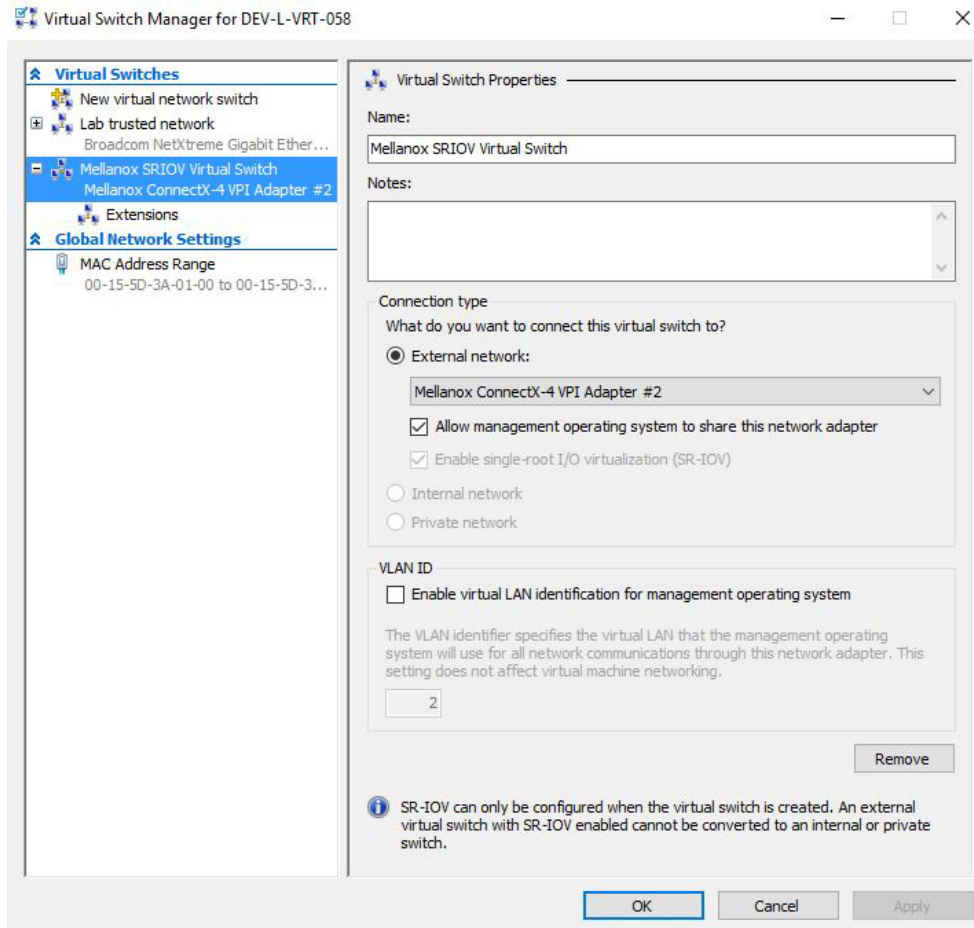 Virtual Switch Manager for DEV-L-VRT-058
Virtual Switches
New virtual network switch
Lab trusted network
Broadcom NetXtreme Gigabit Ether...
Mellanox SRIOV Virtual Switch
Mellanox ConnectX-4 VPI Adapter #2
Extensions
Global Network Settings
MAC Address Range
00-15-5D-3A-01-00 to 00-15-5D-3...
Virtual Switch Properties
Name:
Mellanox SRIOV Virtual Switch
Notes:
Connection type
What do you want to connect this virtual switch to?
External network:
Mellanox ConnectX-4 VPI Adapter #2
Allow management operating system to share this network adapter
Enable single-root I/O virtualization (SR-IOV)
Internal network
Private network
VLAN ID
Enable virtual LAN identification for management operating system
The VLAN identifier specifies the virtual LAN that the management operating
system will use for all network communications through this network adapter. This
setting does not affect virtual machine networking.
2
Remove
SR-IOV can only be configured when the virtual switch is created. An external
virtual switch with SR-IOV enabled cannot be converted to an internal or private
switch.
OK
Cancel
Apply